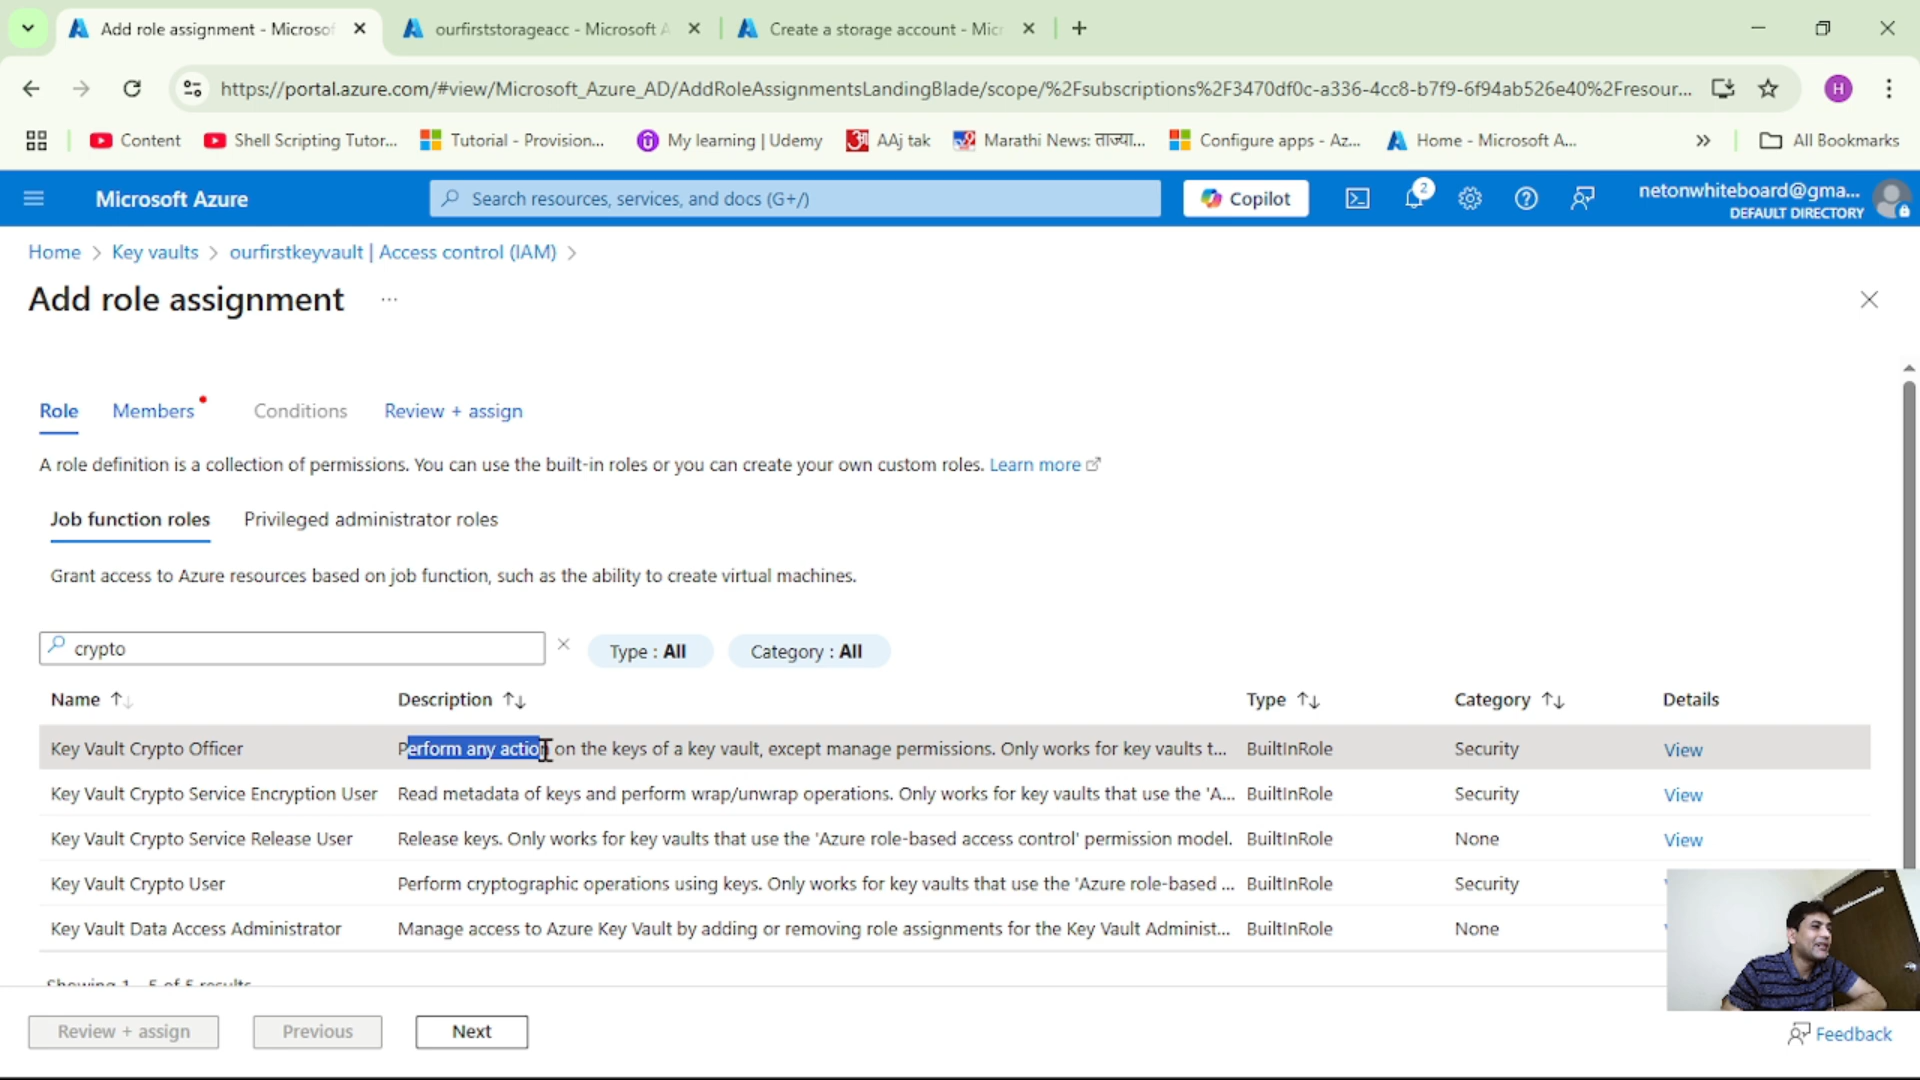 Add role assignment - Microsof
ourfirststorageacc - Microsoft A
Create a storage account - Micr
https://portal.azure.com/#view/Microsoft_Azure_AD/AddRoleAssignmentsLandingBlade/scope/%2Fsubscriptions%2F3470df0c-a336-4cc8-b7f9-6f94ab526e40%2Fresour...
H
Content
Shell Scripting Tutor...
Tutorial - Provision...
My learning | Udemy
AAj tak
Marathi News: ताज्या...
Configure apps - Az...
Home - Microsoft A...
All Bookmarks
Microsoft Azure
Search resources, services, and docs (G+/)
Copilot
2
netonwhiteboard@gma...
DEFAULT DIRECTORY
Home > Key vaults > ourfirstkeyvault | Access control (IAM) >
Add role assignment ...
Role Members Conditions Review + assign
A role definition is a collection of permissions. You can use the built-in roles or you can create your own custom roles. Learn more
Job function roles Privileged administrator roles
Grant access to Azure resources based on job function, such as the ability to create virtual machines.
crypto
Type : All
Category : All
Name Description Type Category Details
Key Vault Crypto Officer Perform any action on the keys of a key vault, except manage permissions. Only works for key vaults t... BuiltInRole Security View
Key Vault Crypto Service Encryption User Read metadata of keys and perform wrap/unwrap operations. Only works for key vaults that use the 'A... BuiltInRole Security View
Key Vault Crypto Service Release User Release keys. Only works for key vaults that use the 'Azure role-based access control' permission model. BuiltInRole None View
Key Vault Crypto User Perform cryptographic operations using keys. Only works for key vaults that use the 'Azure role-based ... BuiltInRole Security
Key Vault Data Access Administrator Manage access to Azure Key Vault by adding or removing role assignments for the Key Vault Administ... BuiltInRole None
Showing 1 - 5 of 5 results
Review + assign Previous Next
Feedback